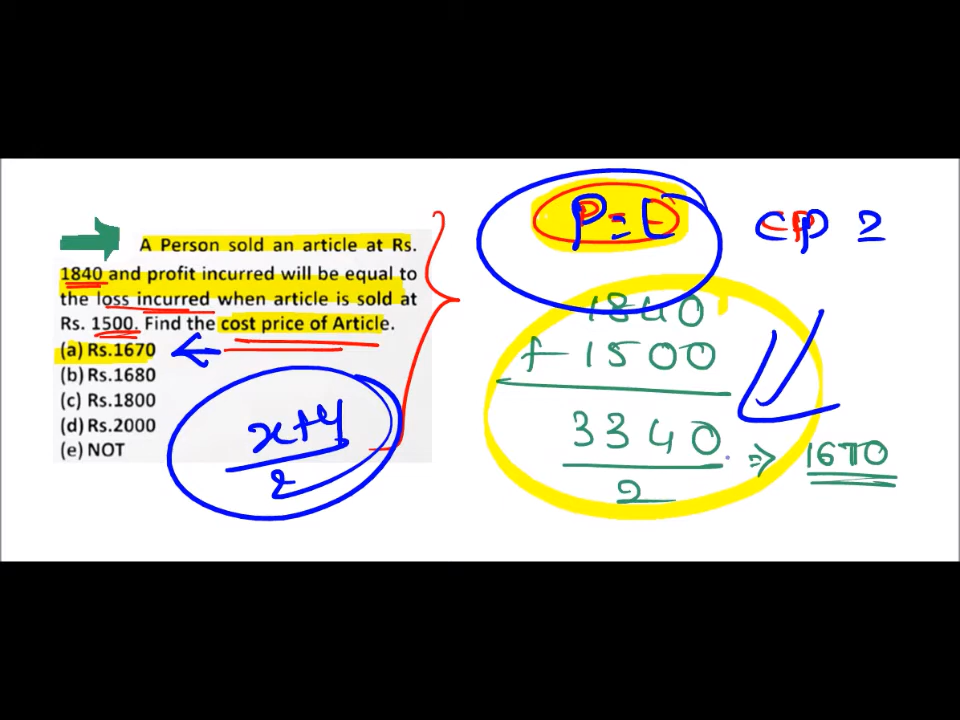 A Person sold an article at Rs.
1840 and profit incurred will be equal to
the loss incurred when article is sold at
Rs. 1500. Find the cost price of Article.
(a) Rs.1670
(b) Rs.1680
(c) Rs.1800
(d) Rs.2000
(e) NOT
x+y
2
P=L
CP =
1840
+1500
3340
2
⇒ 1670